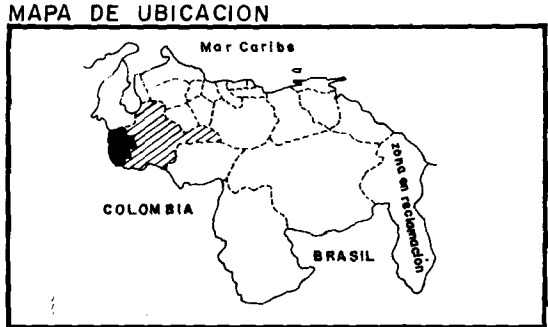 MAPA DE UBICACION
Mar Caribe
COLOMBIA
BRASIL
zona en reclamación